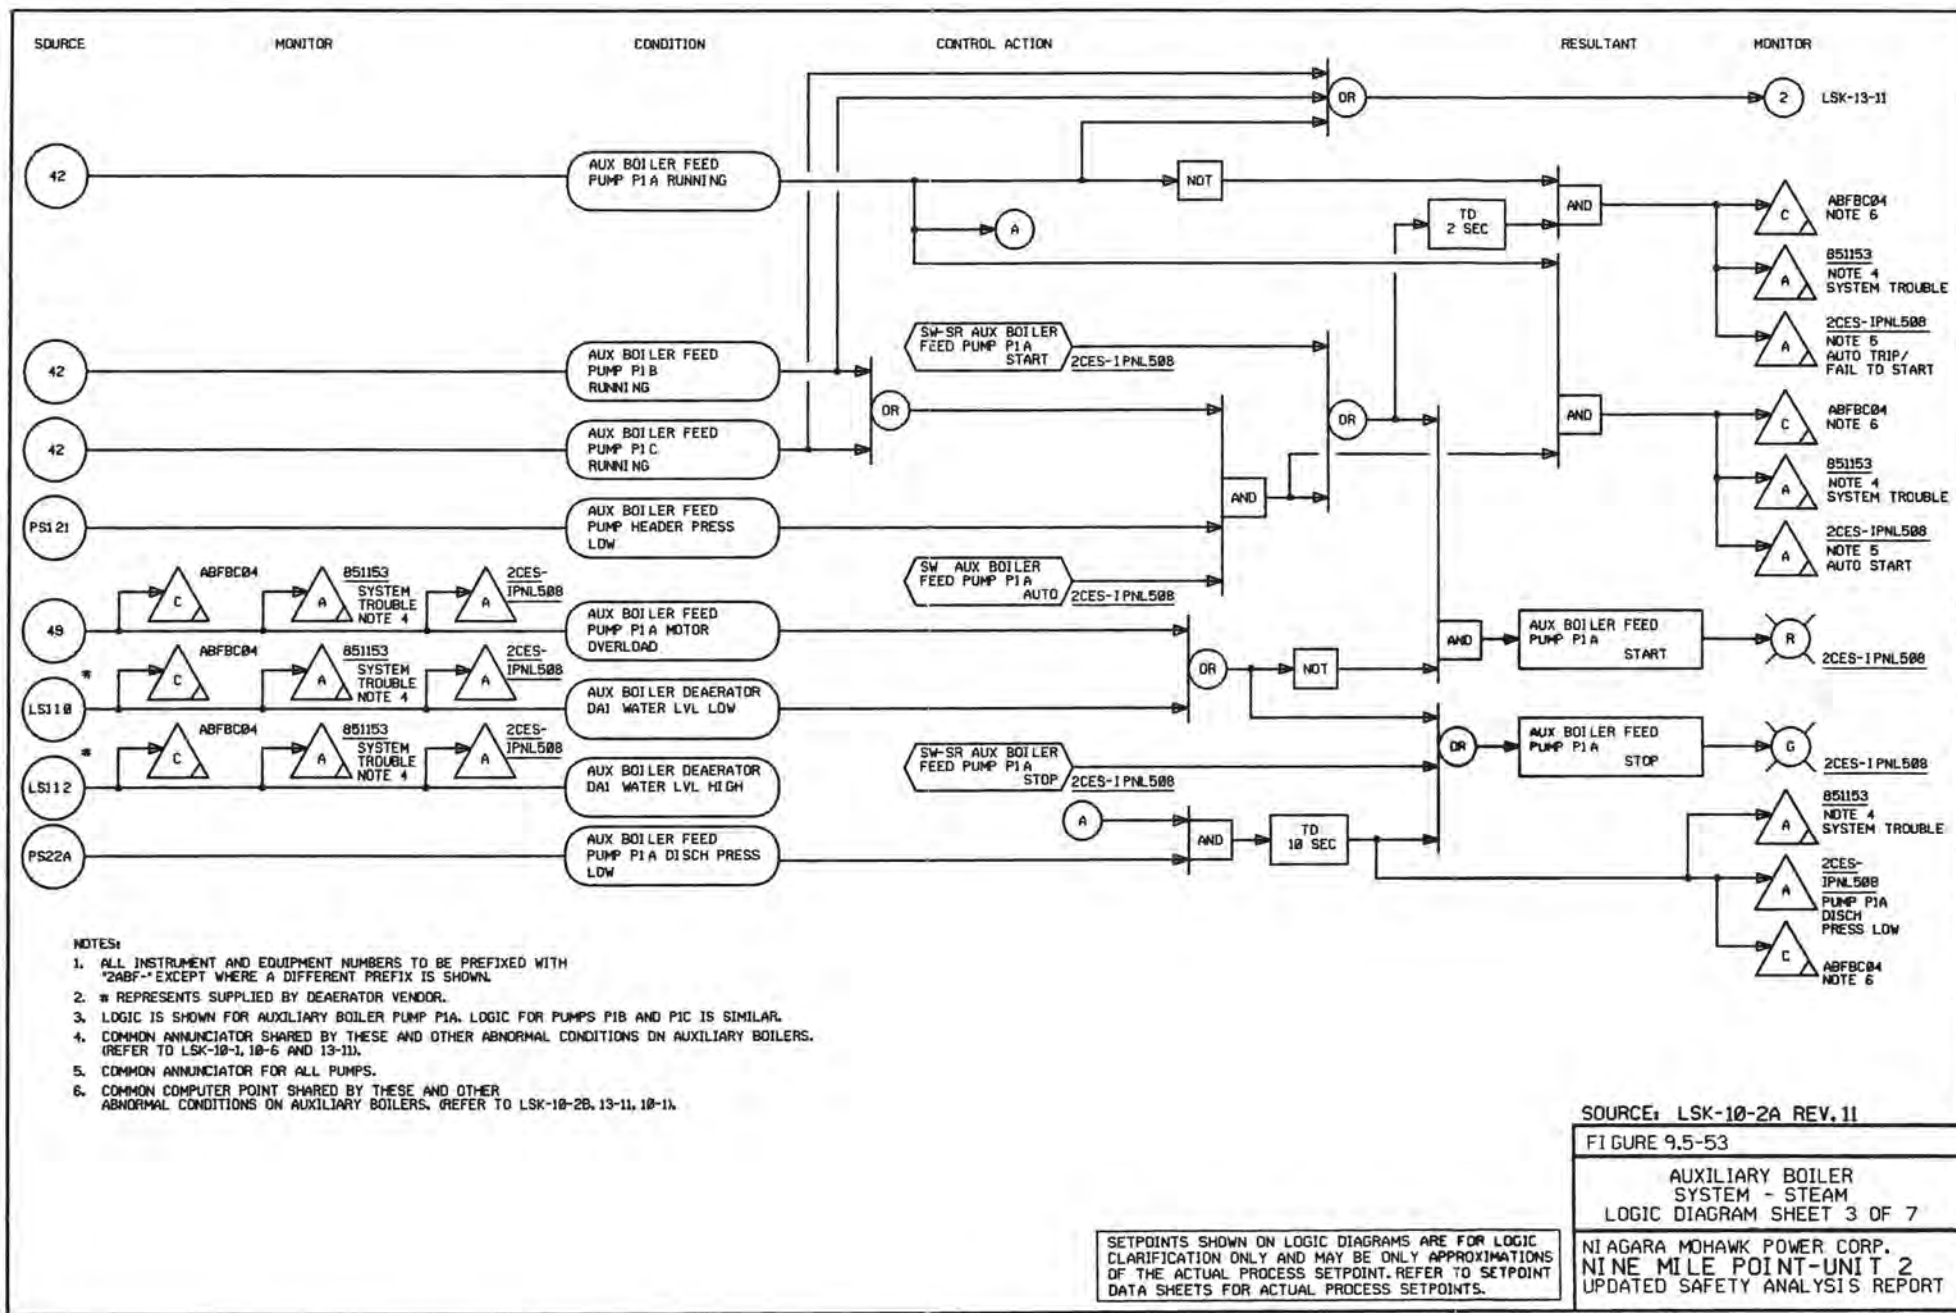 SOURCE
MONITOR
CONDITION
CONTROL ACTION
RESULTANT
MONITOR
OR
2
LSK-13-11
42
AUX BOILER FEED
PUMP P1A RUNNING
NOT
A
TD
2 SEC
AND
C
ABFBC04
NOTE 6
A
851153
NOTE 4
SYSTEM TROUBLE
A
2CES-IPNL508
NOTE 5
AUTO TRIP/
FAIL TO START
42
AUX BOILER FEED
PUMP P1B
RUNNING
SW-SR AUX BOILER
FEED PUMP P1A
START
2CES-IPNL508
OR
OR
AND
C
ABFBC04
NOTE 6
42
AUX BOILER FEED
PUMP P1C
RUNNING
A
851153
NOTE 4
SYSTEM TROUBLE
AND
PS121
AUX BOILER FEED
PUMP HEADER PRESS
LOW
A
2CES-IPNL508
NOTE 5
AUTO START
SW AUX BOILER
FEED PUMP P1A
AUTO
2CES-IPNL508
49
C
ABFBC04
A
851153
SYSTEM
TROUBLE
NOTE 4
A
2CES-
IPNL508
AUX BOILER FEED
PUMP P1A MOTOR
OVERLOAD
AND
AUX BOILER FEED
PUMP P1A
START
R
2CES-IPNL508
OR
NOT
*
LS110
C
ABFBC04
A
851153
SYSTEM
TROUBLE
NOTE 4
A
2CES-
IPNL508
AUX BOILER DEAERATOR
DA1 WATER LVL LOW
OR
AUX BOILER FEED
PUMP P1A
STOP
G
2CES-IPNL508
*
LS112
C
ABFBC04
A
851153
SYSTEM
TROUBLE
NOTE 4
A
2CES-
IPNL508
AUX BOILER DEAERATOR
DA1 WATER LVL HIGH
SW-SR AUX BOILER
FEED PUMP P1A
STOP
2CES-IPNL508
A
AND
TD
10 SEC
A
851153
NOTE 4
SYSTEM TROUBLE
PS22A
AUX BOILER FEED
PUMP P1A DISCH PRESS
LOW
A
2CES-
IPNL508
PUMP P1A
DISCH
PRESS LOW
C
ABFBC04
NOTE 6
NOTES:
1. ALL INSTRUMENT AND EQUIPMENT NUMBERS TO BE PREFIXED WITH
"2ABF-" EXCEPT WHERE A DIFFERENT PREFIX IS SHOWN.
2. * REPRESENTS SUPPLIED BY DEAERATOR VENDOR.
3. LOGIC IS SHOWN FOR AUXILIARY BOILER PUMP P1A. LOGIC FOR PUMPS P1B AND P1C IS SIMILAR.
4. COMMON ANNUNCIATOR SHARED BY THESE AND OTHER ABNORMAL CONDITIONS ON AUXILIARY BOILERS.
(REFER TO LSK-10-1, 10-6 AND 13-11).
5. COMMON ANNUNCIATOR FOR ALL PUMPS.
6. COMMON COMPUTER POINT SHARED BY THESE AND OTHER
ABNORMAL CONDITIONS ON AUXILIARY BOILERS. (REFER TO LSK-10-2B, 13-11, 10-1).
SETPOINTS SHOWN ON LOGIC DIAGRAMS ARE FOR LOGIC
CLARIFICATION ONLY AND MAY BE ONLY APPROXIMATIONS
OF THE ACTUAL PROCESS SETPOINT. REFER TO SETPOINT
DATA SHEETS FOR ACTUAL PROCESS SETPOINTS.
SOURCE: LSK-10-2A REV.11
FIGURE 9.5-53
AUXILIARY BOILER
SYSTEM - STEAM
LOGIC DIAGRAM SHEET 3 OF 7
NIAGARA MOHAWK POWER CORP.
NINE MILE POINT-UNIT 2
UPDATED SAFETY ANALYSIS REPORT